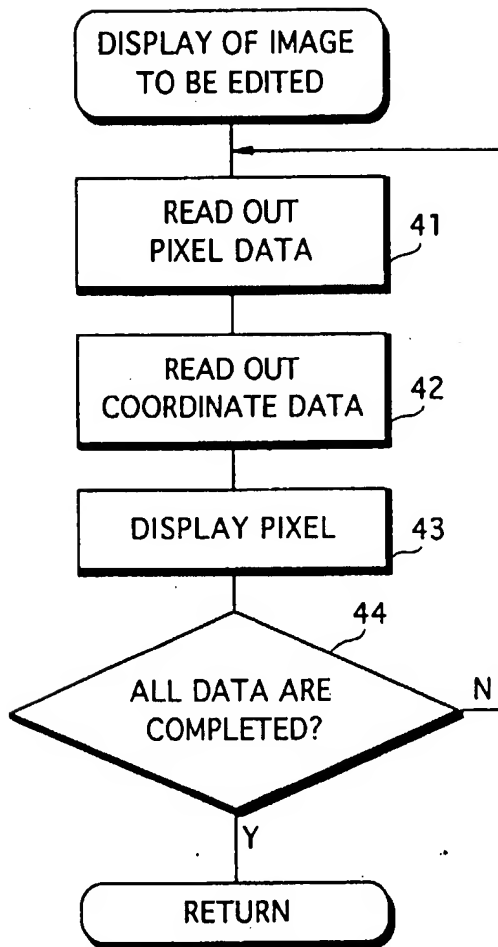 DISPLAY OF IMAGE
TO BE EDITED
READ OUT
PIXEL DATA
41
READ OUT
COORDINATE DATA
42
DISPLAY PIXEL
43
44
ALL DATA ARE
COMPLETED?
N
Y
RETURN